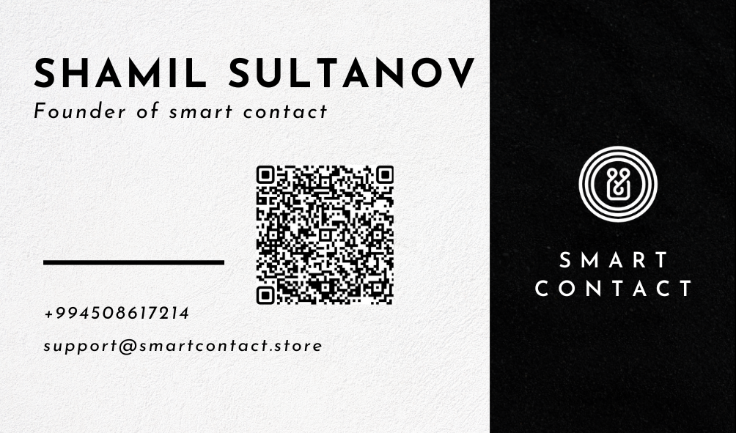 SHAMIL SULTANOV
Founder of smart contact
+994508617214
support@smartcontact.store
SMART
CONTACT